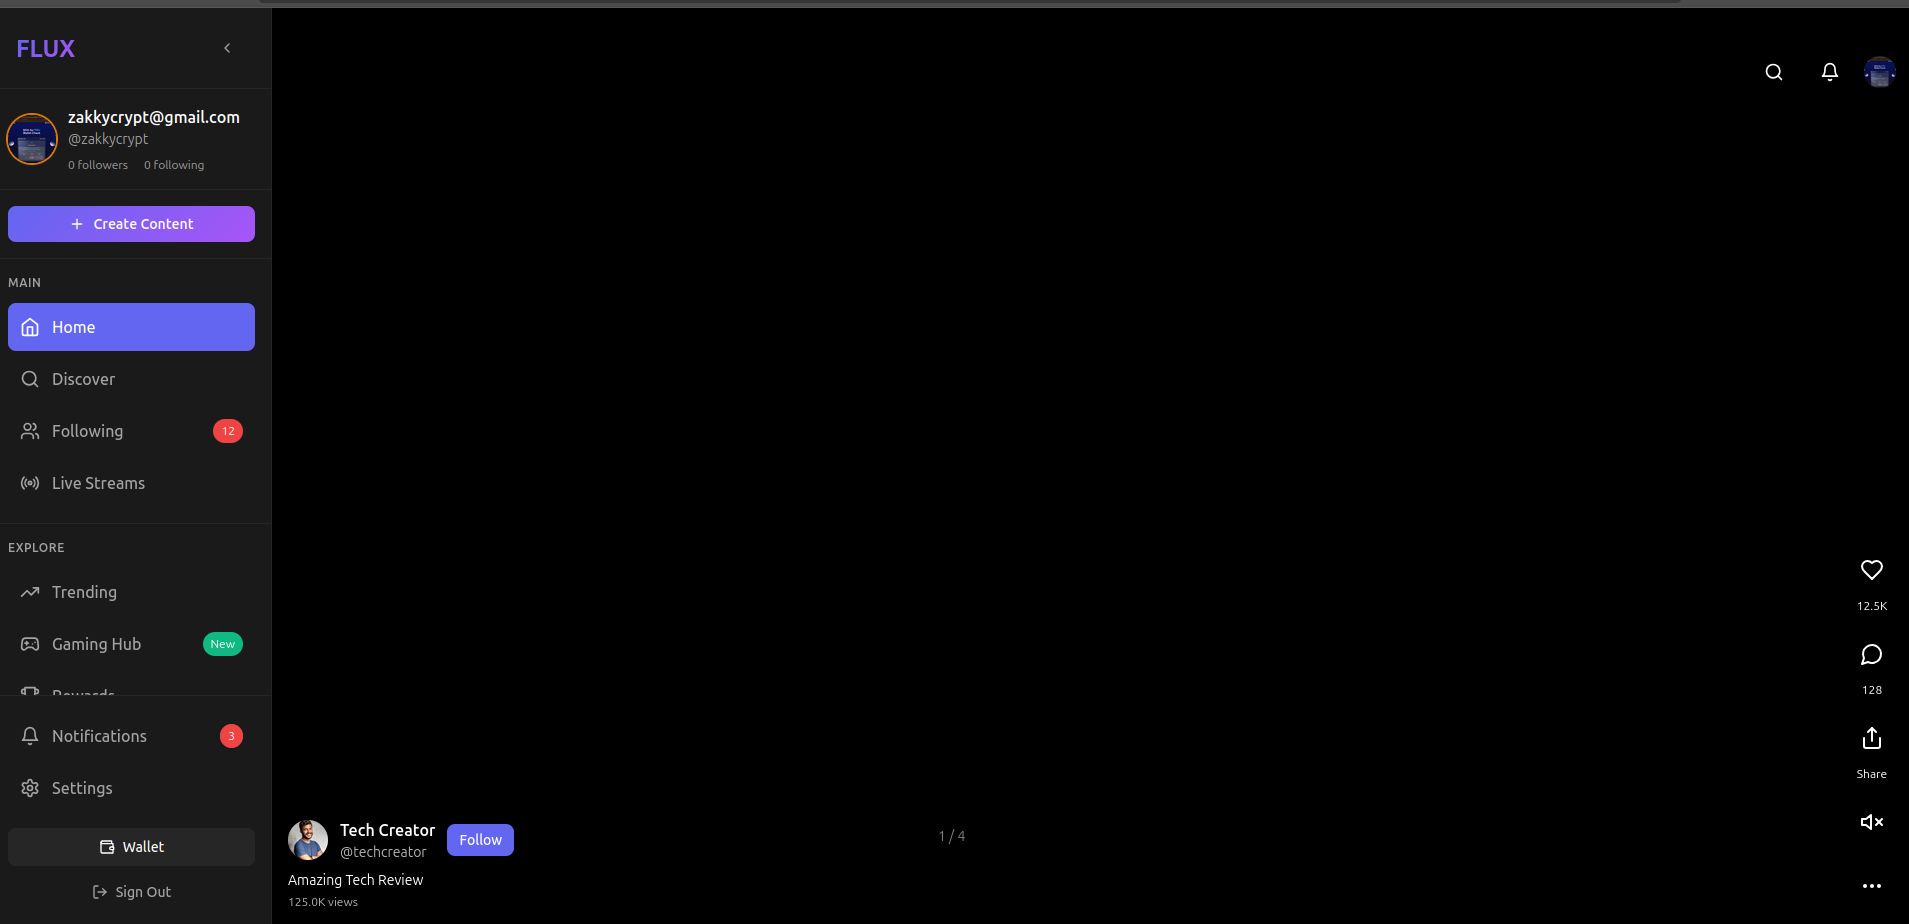 FLUX
zakkycrypt@gmail.com
@zakkycrypt
0 followers 0 following
Create Content
MAIN
Home
Discover
Following 12
Live Streams
EXPLORE
Trending
Gaming Hub New
Rewards
Notifications 3
Settings
Wallet
Sign Out
12.5K
128
Share
Tech Creator
@techcreator
Follow
1 / 4
Amazing Tech Review
125.0K views